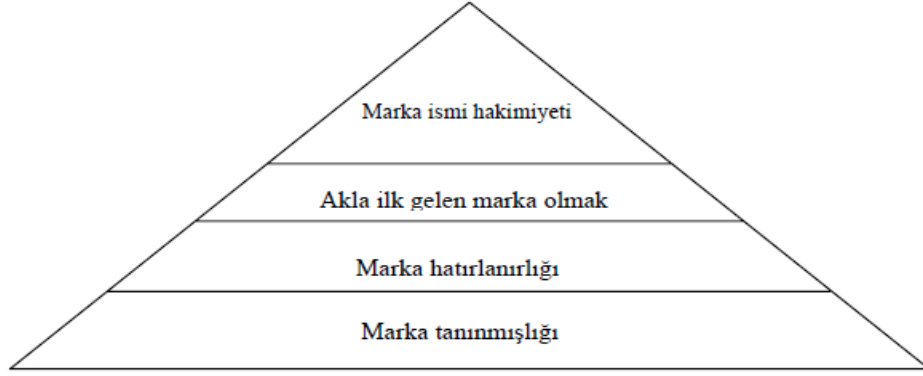 Marka ismi hakimiyeti
Akla ilk gelen marka olmak
Marka hatırlanırlığı
Marka tanınmışlığı